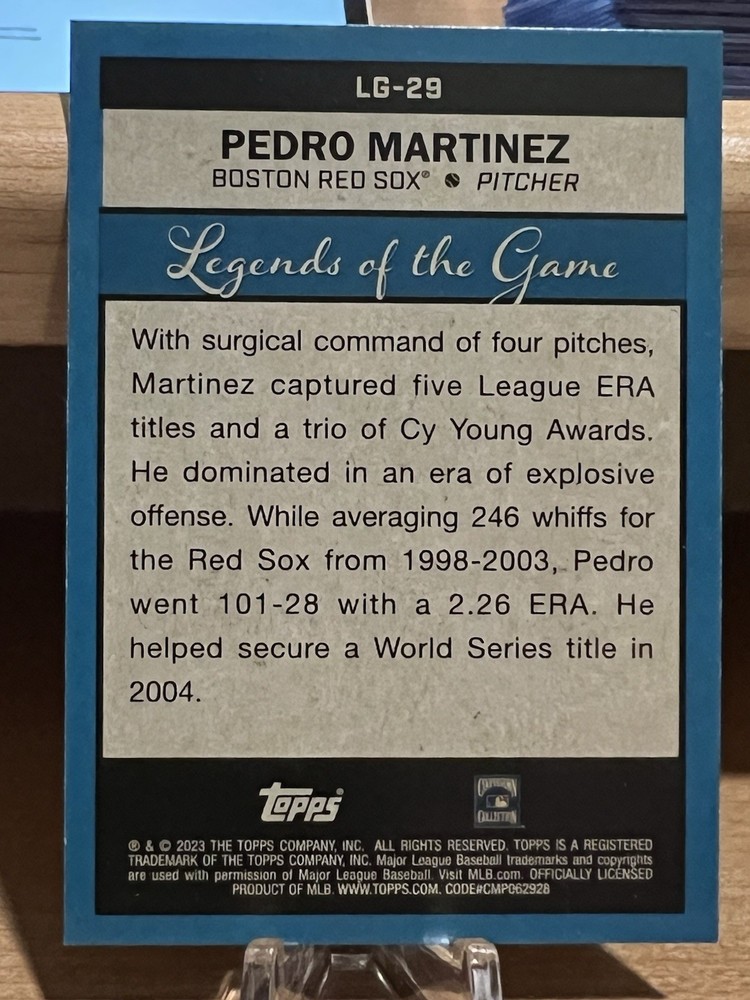 LG-29
PEDRO MARTINEZ
BOSTON RED SOX® PITCHER
Legends of the Game
With surgical command of four pitches,
Martinez captured five League ERA
titles and a trio of Cy Young Awards.
He dominated in an era of explosive
offense. While averaging 246 whiffs for
the Red Sox from 1998-2003, Pedro
went 101-28 with a 2.26 ERA. He
helped secure a World Series title in
2004.
Topps®
COOPERSTOWN
COLLECTION
® & © 2023 THE TOPPS COMPANY, INC. ALL RIGHTS RESERVED. TOPPS IS A REGISTERED
TRADEMARK OF THE TOPPS COMPANY, INC. Major League Baseball trademarks and copyrights
are used with permission of Major League Baseball. Visit MLB.com. OFFICIALLY LICENSED
PRODUCT OF MLB. WWW.TOPPS.COM. CODE#CMP062928